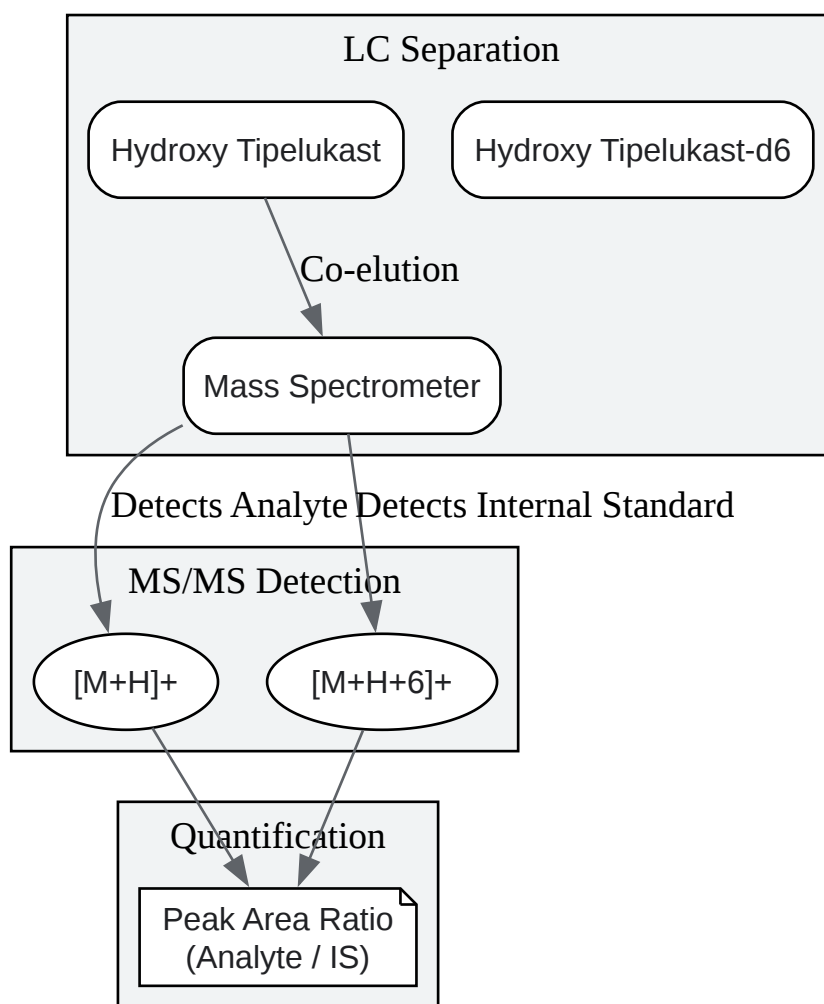 LC Separation
Hydroxy Tipelukast
Hydroxy Tipelukast-d6
Co-elution
Mass Spectrometer
Detects Analyte
Detects Internal Standard
MS/MS Detection
[M+H]+
[M+H+6]+
Quantification
Peak Area Ratio
(Analyte / IS)